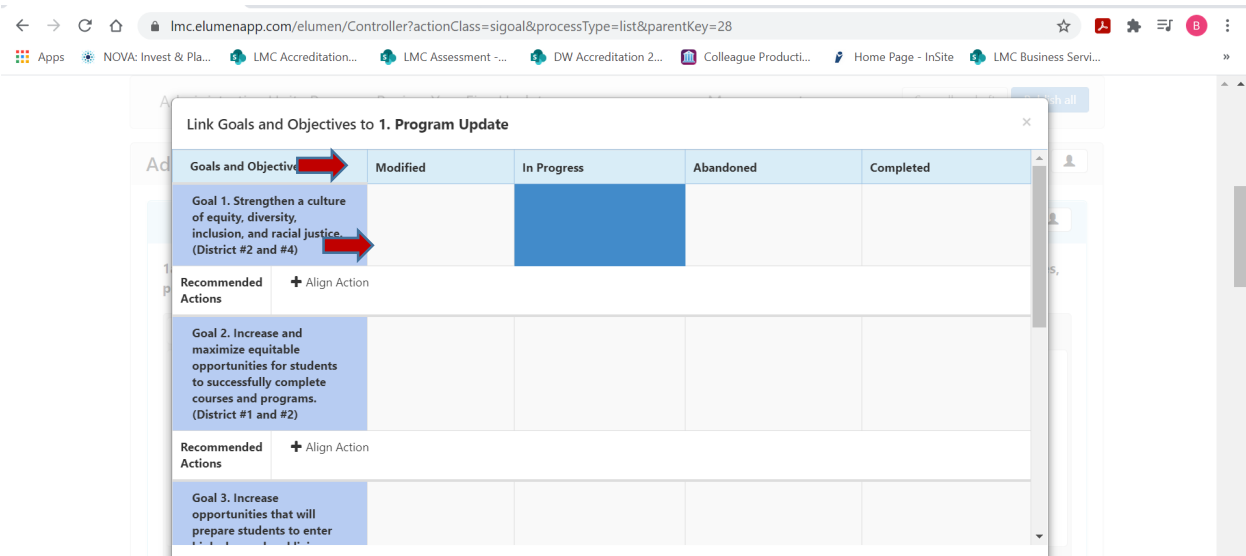 lmc.elumenapp.com/elumen/Controller?actionClass=sigoal&processType=list&parentKey=28
B
Apps NOVA: Invest & Pla... LMC Accreditation... LMC Assessment -... DW Accreditation 2... Colleague Producti... Home Page - InSite LMC Business Servi... »
Link Goals and Objectives to 1. Program Update ×
Goals and Objective Modified In Progress Abandoned Completed
Goal 1. Strengthen a culture
of equity, diversity,
inclusion, and racial justice.
(District #2 and #4)
Recommended
Actions
+ Align Action
Goal 2. Increase and
maximize equitable
opportunities for students
to successfully complete
courses and programs.
(District #1 and #2)
Recommended
Actions
+ Align Action
Goal 3. Increase
opportunities that will
prepare students to enter